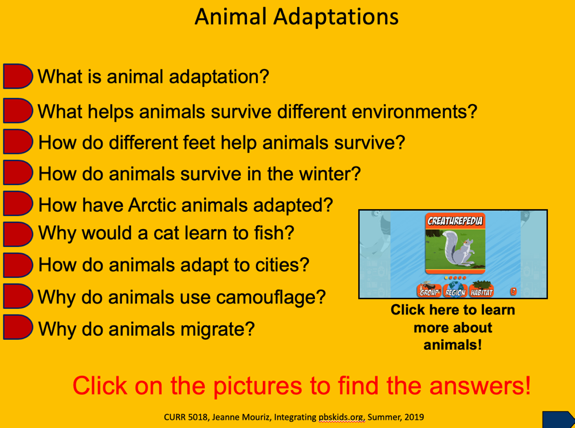 Animal Adaptations
What is animal adaptation?
What helps animals survive different environments?
How do different feet help animals survive?
How do animals survive in the winter?
How have Arctic animals adapted?
Why would a cat learn to fish?
How do animals adapt to cities?
Why do animals use camouflage?
Why do animals migrate?
CREATUREPEDIA
GROUP REGION HABITAT
Click here to learn
more about
animals!
Click on the pictures to find the answers!
CURR 5018, Jeanne Mouriz, Integrating pbskids.org, Summer, 2019